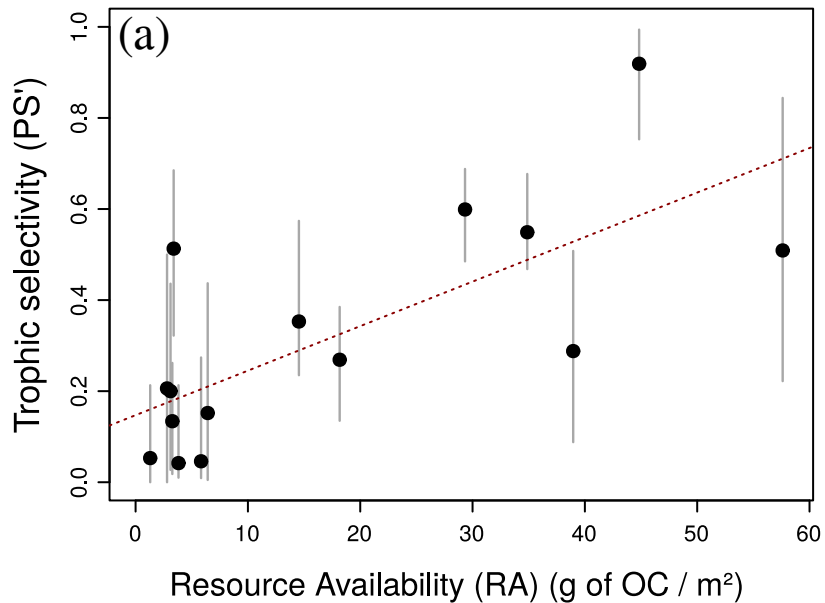 (a)
Trophic selectivity (PS')
1.0
0.8
0.6
0.4
0.2
0.0
0 10 20 30 40 50 60
Resource Availability (RA) (g of OC / m²)